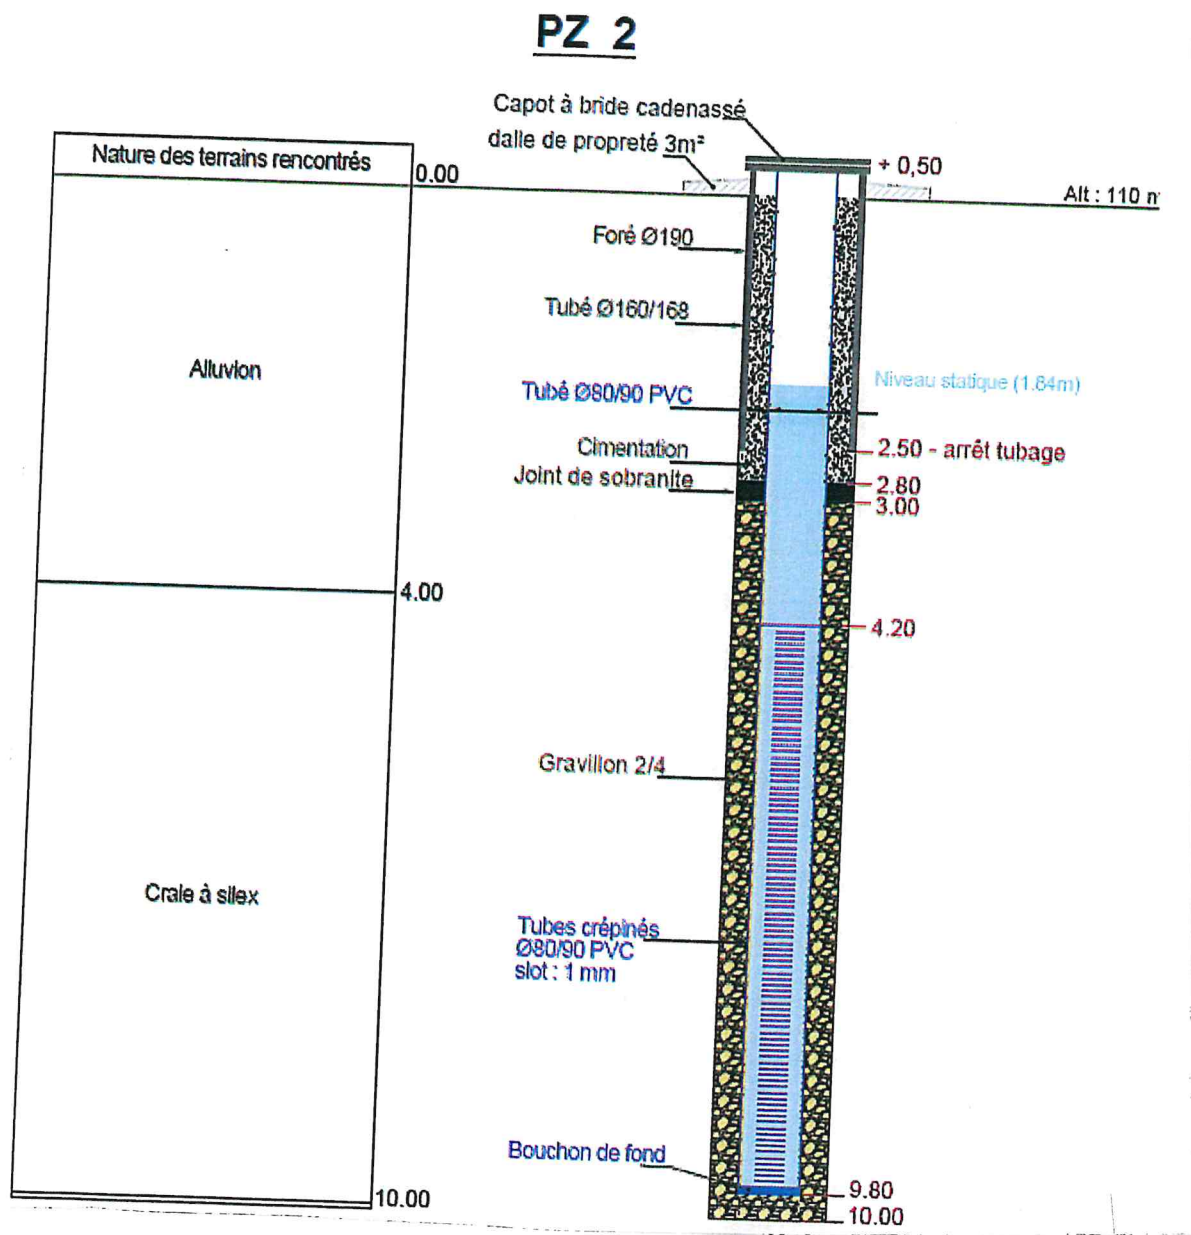 PZ 2
Capot à bride cadenassé
dalle de propreté 3m²
Nature des terrains rencontrés
0.00
+ 0,50
Alt : 110 m
Foré Ø190
Tubé Ø160/168
Alluvion
Niveau statique (1.84m)
Tubé Ø80/90 PVC
Cimentation
2.50 - arrêt tubage
Joint de sobranite
2.80
3.00
4.00
4.20
Gravillon 2/4
Craie à silex
Tubes crépinés
Ø80/90 PVC
slot : 1 mm
Bouchon de fond
9.80
10.00
10.00